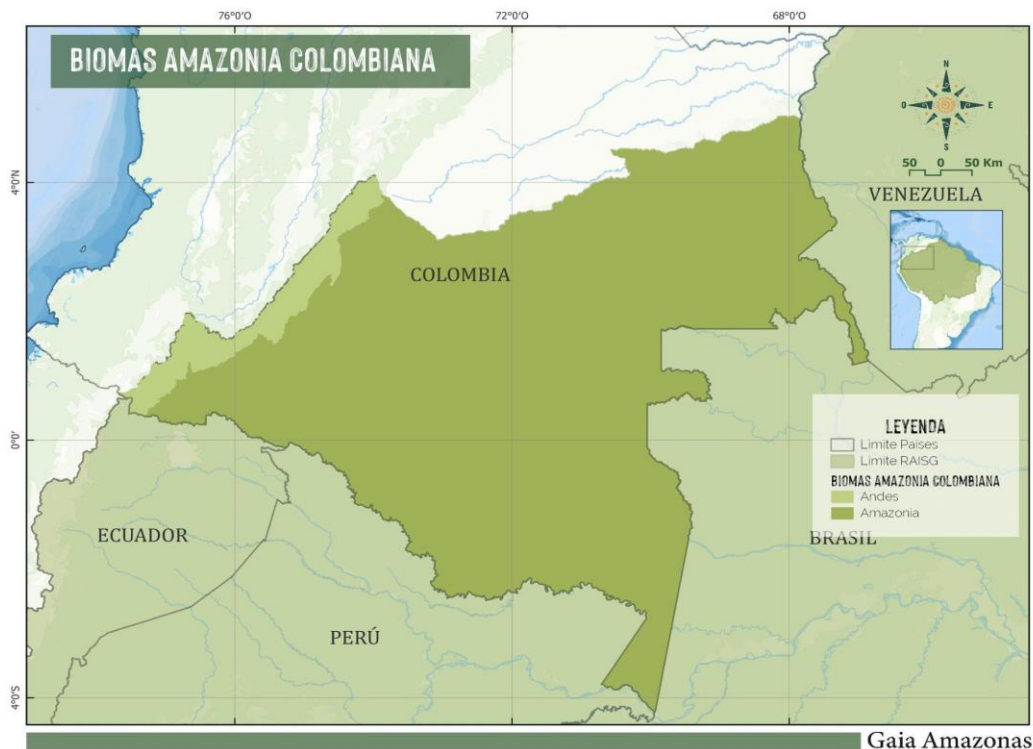 76°0'O 72°0'O 68°0'O
BIOMAS AMAZONIA COLOMBIANA
N
O E
S
50 0 50 Km
4°0'N
VENEZUELA
COLOMBIA
LEYENDA
Limite Paises
Limite RAISG
BIOMAS AMAZONIA COLOMBIANA
Andes
Amazonia
0°0'
ECUADOR
BRASIL
PERÚ
4°0'S
Gaia Amazonas